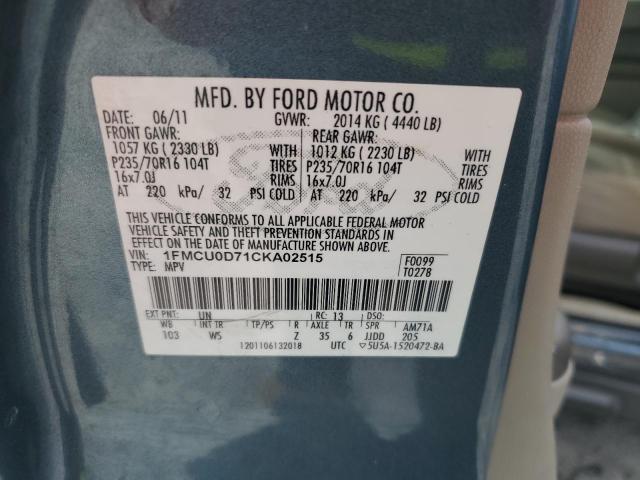 MFD. BY FORD MOTOR CO.
DATE: 06/11 GVWR: 2014 KG ( 4440 LB)
FRONT GAWR: REAR GAWR:
1057 KG ( 2330 LB) WITH 1012 KG ( 2230 LB) WITH
P235/70R16 104T TIRES P235/70R16 104T TIRES
16x7.0J RIMS 16x7.0J RIMS
AT 220 kPa/ 32 PSI COLD AT 220 kPa/ 32 PSI COLD
THIS VEHICLE CONFORMS TO ALL APPLICABLE FEDERAL MOTOR
VEHICLE SAFETY AND THEFT PREVENTION STANDARDS IN
EFFECT ON THE DATE OF MANUFACTURE SHOWN ABOVE.
VIN: 1FMCU0D71CKA02515 F0099
TYPE: MPV T0278
EXT PNT: UN RC: 13 DSO:
WB INT TR TP/PS R AXLE TR SPR AM71A
103 WS Z 35 6 JJDD 205
1201106132018 UTC ▽5U5A-1520472-BA
Ford